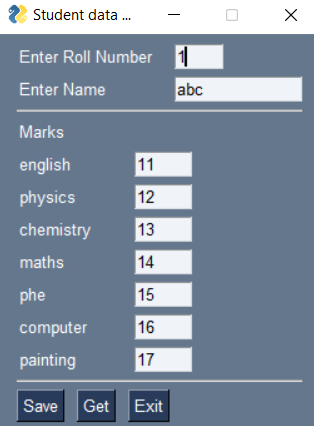 Student data ...
Enter Roll Number 1
Enter Name abc
Marks
english 11
physics 12
chemistry 13
maths 14
phe 15
computer 16
painting 17
Save Get Exit